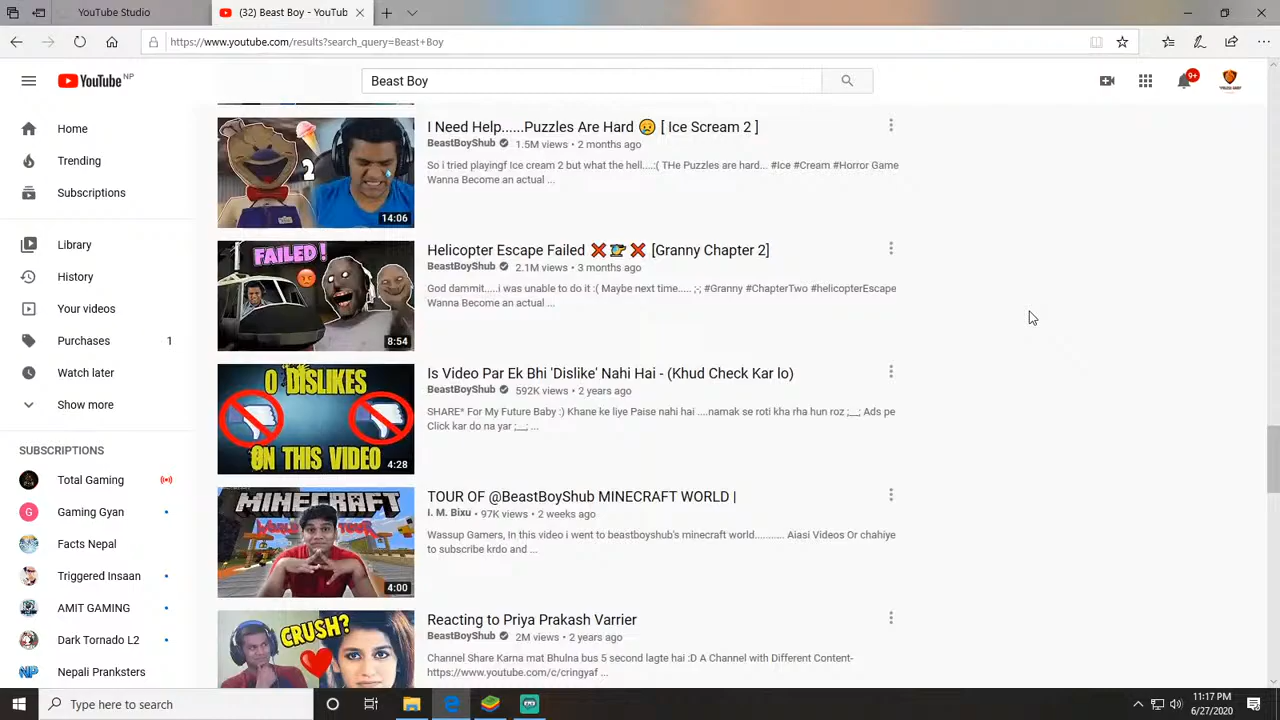 YouTube Studio
(32) Beast Boy - YouTub
https://www.youtube.com/results?search_query=Beast+Boy
YouTube NP
Beast Boy
9+
Home
Trending
Subscriptions
Library
History
Your videos
Purchases 1
Watch later
Show more
SUBSCRIPTIONS
Total Gaming
G Gaming Gyan
Facts Nepal
Triggered Insaan
AMIT GAMING
Dark Tornado L2
NP Nepali Pranksters
2
14:06
I Need Help......Puzzles Are Hard 😥 [ Ice Scream 2 ]
BeastBoyShub 1.5M views • 2 months ago
So i tried playingf Ice cream 2 but what the hell....:( THe Puzzles are hard... #Ice #Cream #Horror Game
Wanna Become an actual ...
FAILED!
8:54
Helicopter Escape Failed ❌🚁❌ [Granny Chapter 2]
BeastBoyShub 2.1M views • 3 months ago
God dammit.....i was unable to do it :( Maybe next time..... ;-; #Granny #ChapterTwo #helicopterEscape
Wanna Become an actual ...
0 DISLIKES
ON THIS VIDEO
4:28
Is Video Par Ek Bhi 'Dislike' Nahi Hai - (Khud Check Kar lo)
BeastBoyShub 592K views • 2 years ago
SHARE* For My Future Baby :) Khane ke liye Paise nahi hai ....namak se roti kha rha hun roz ;__; Ads pe
Click kar do na yar ;__; ...
MINECRAFT
WORLD TOUR
4:00
TOUR OF @BeastBoyShub MINECRAFT WORLD |
I. M. Bixu • 97K views • 2 weeks ago
Wassup Gamers, In this video i went to beastboyshub's minecraft world........... Aiasi Videos Or chahiye
to subscribe krdo and ...
CRUSH?
Reacting to Priya Prakash Varrier
BeastBoyShub 2M views • 2 years ago
Channel Share Karna mat Bhulna bus 5 second lagte hai :D A Channel with Different Content-
https://www.youtube.com/c/cringyaf ...
Type here to search
11:17 PM
6/27/2020